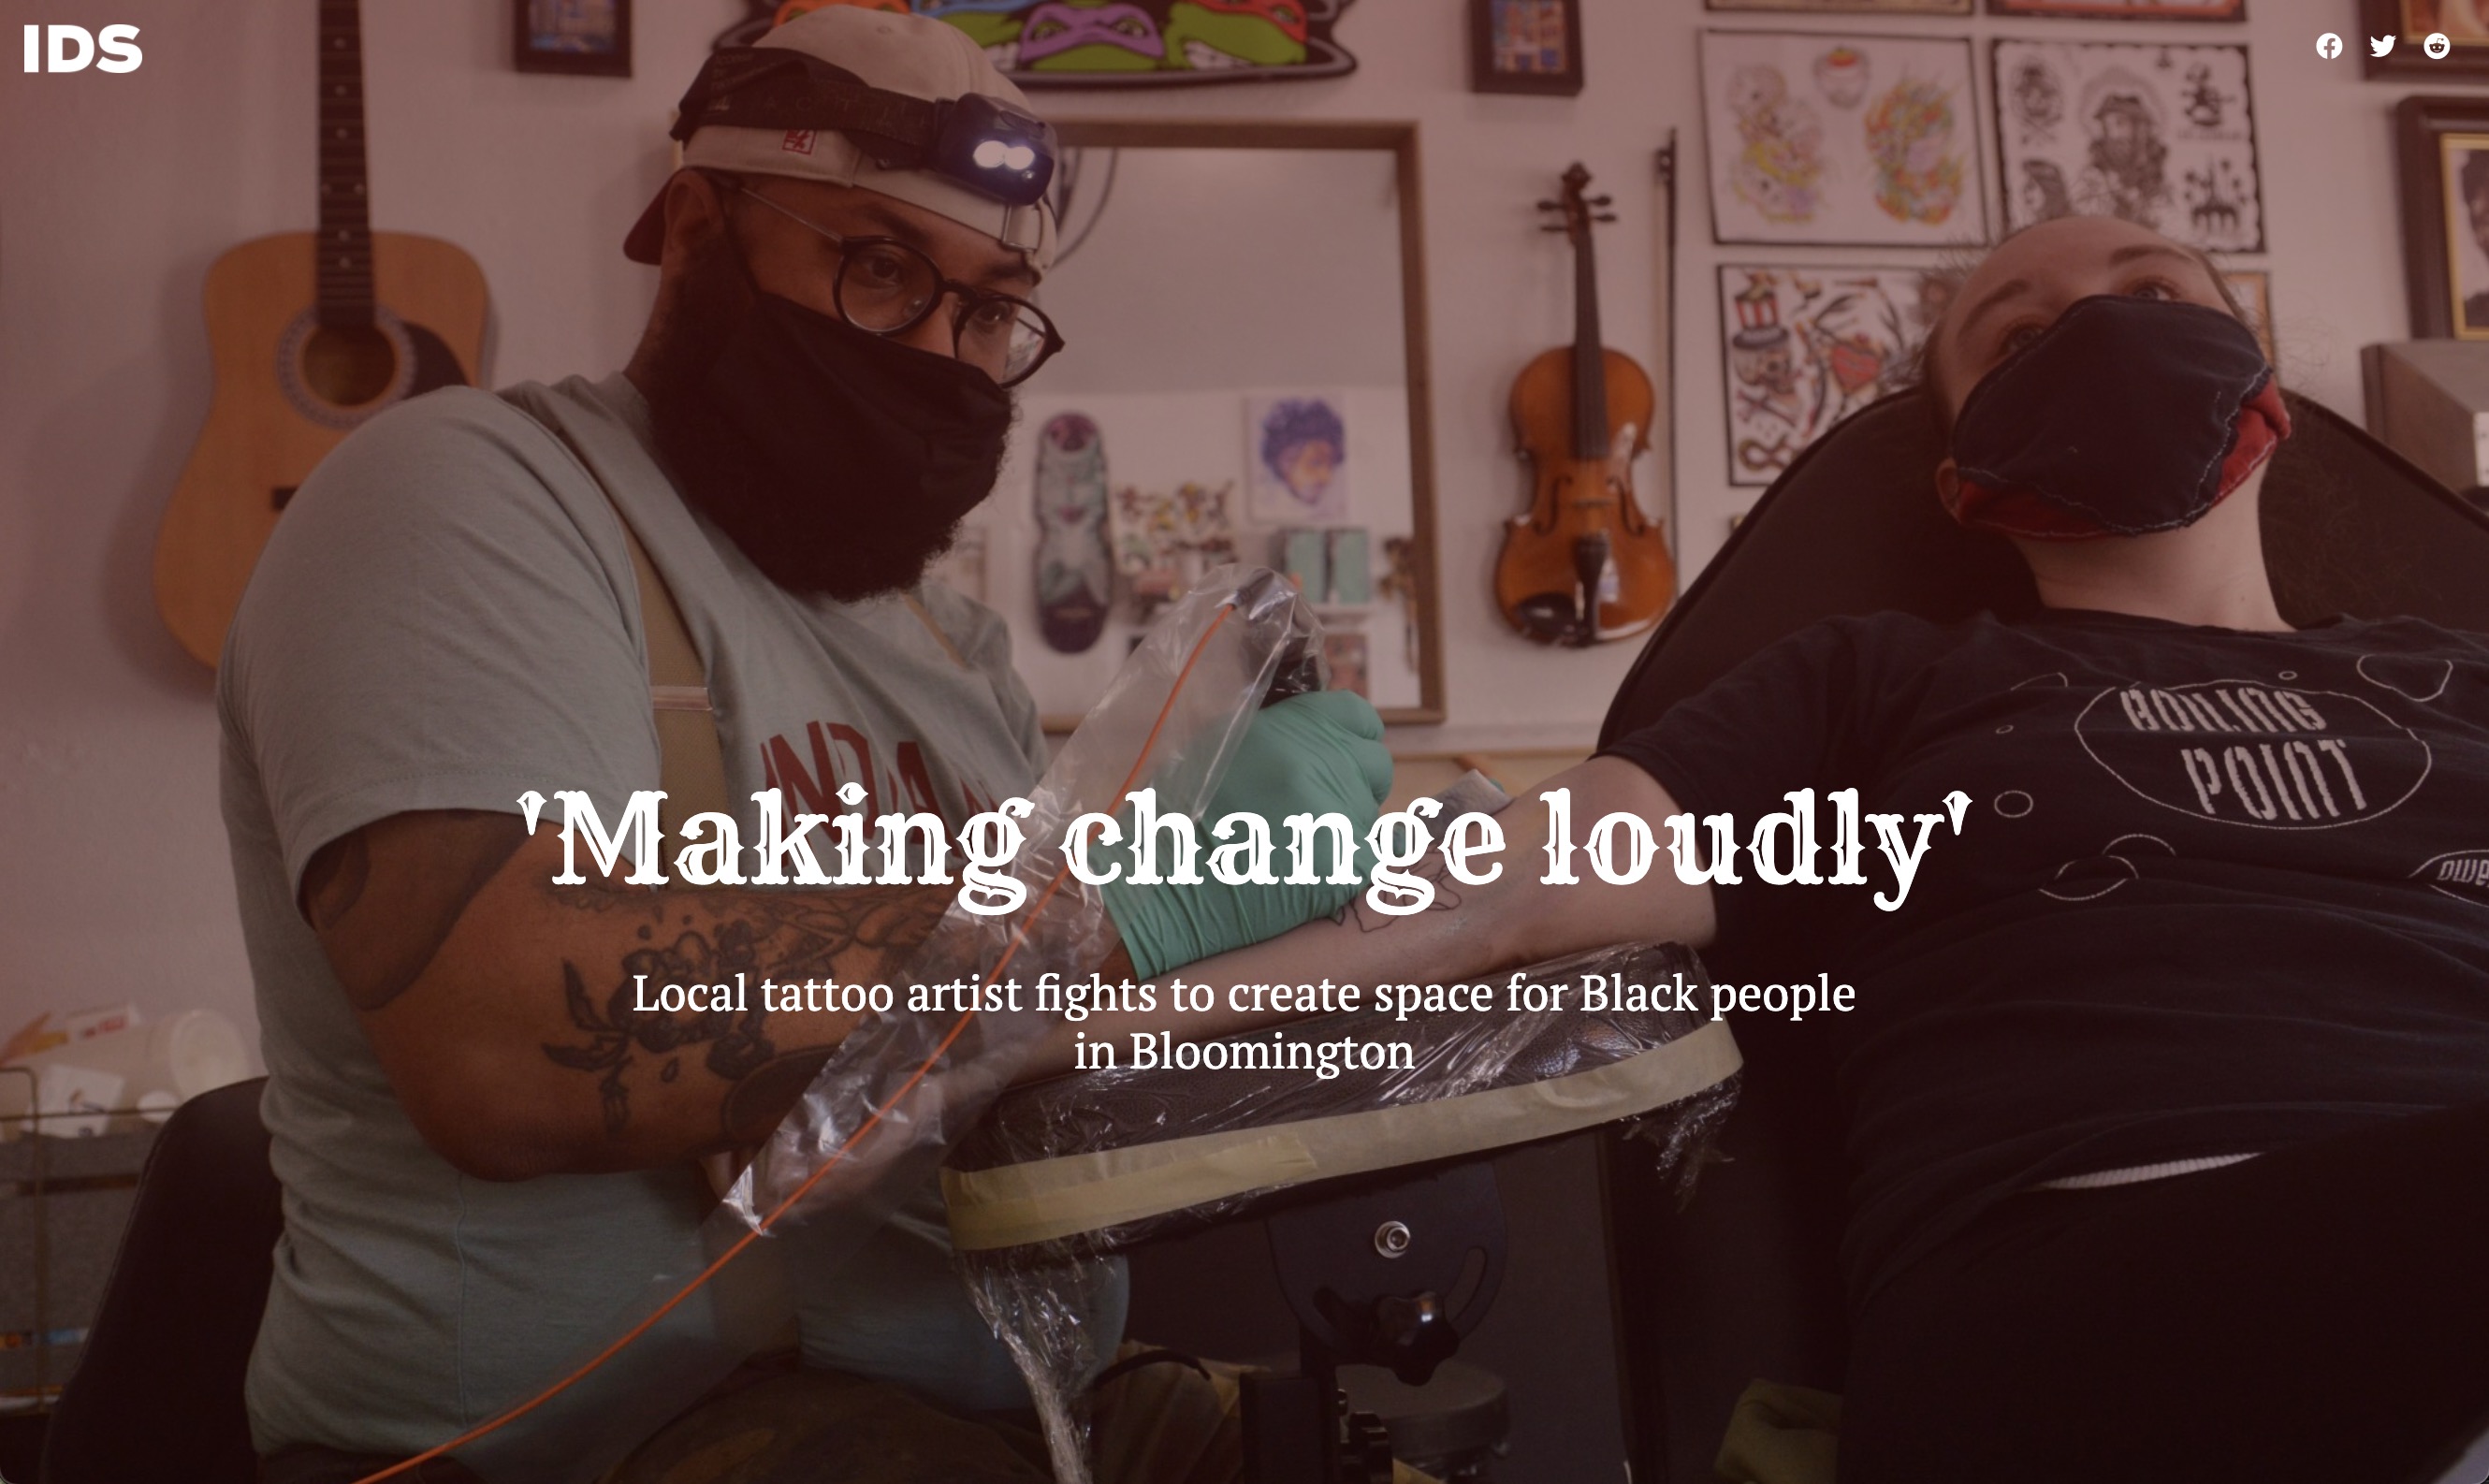 IDS
BOILING
POINT
'Making change loudly'
Local tattoo artist fights to create space for Black people
in Bloomington